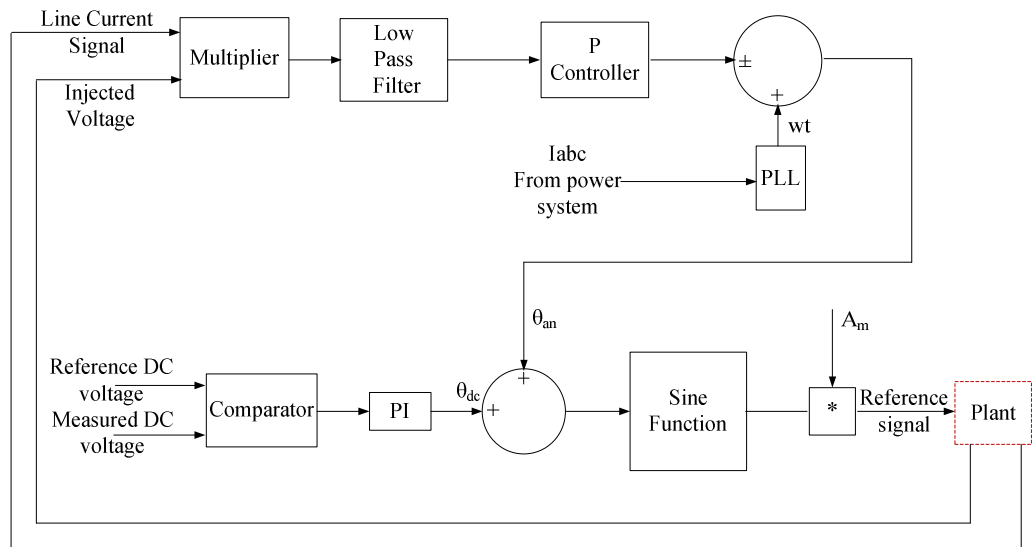 Line Current
Signal
Injected
Voltage
Multiplier
Low
Pass
Filter
P
Controller
±
+
wt
PLL
Iabc
From power
system
θan
Reference DC
voltage
Measured DC
voltage
Comparator
PI
θdc
+
+
Sine
Function
Am
*
Reference
signal
Plant